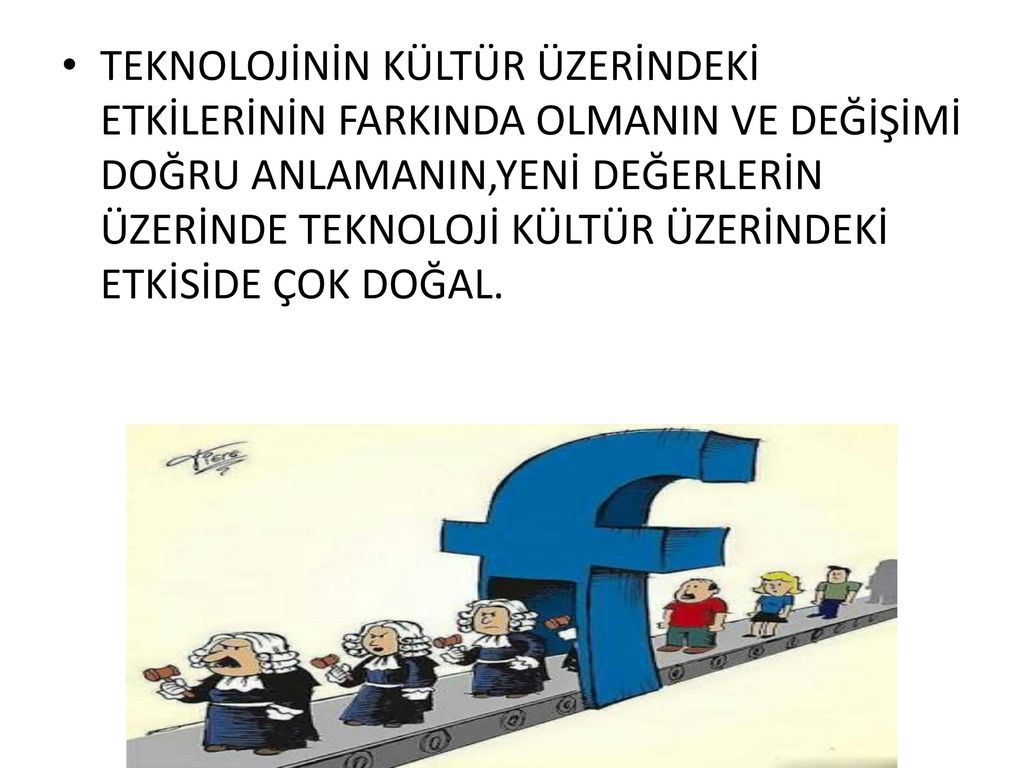 • TEKNOLOJİNİN KÜLTÜR ÜZERİNDEKİ
ETKİLERİNİN FARKINDA OLMANIN VE DEĞİŞİMİ
DOĞRU ANLAMANIN,YENİ DEĞERLERİN
ÜZERİNDE TEKNOLOJİ KÜLTÜR ÜZERİNDEKİ
ETKİSİDE ÇOK DOĞAL.
f